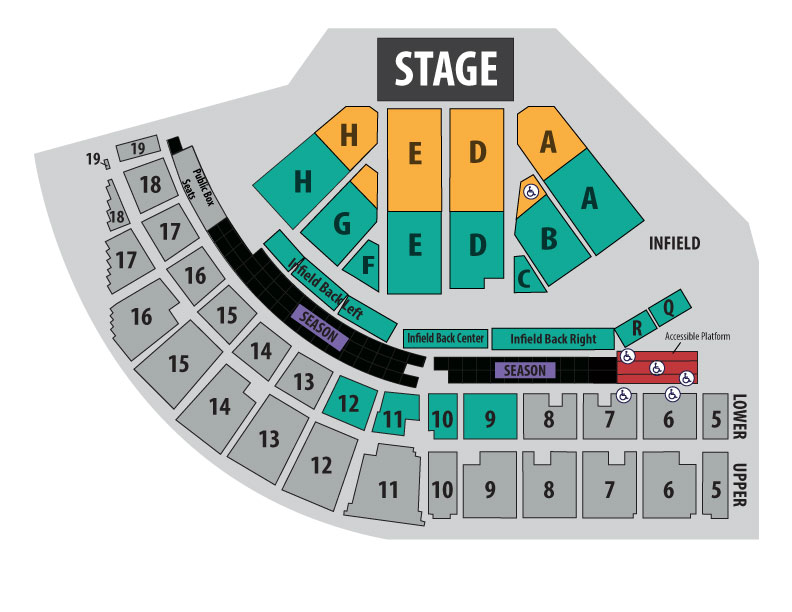 STAGE
H
E
D
A
H
G
F
E
D
B
A
C
INFIELD
19
19
18
18
Public Box
Seats
17
17
16
16
15
15
14
14
13
13
12
12
11
11
Infield Back Left
SEASON
Infield Back Center
Infield Back Right
R
Q
Accessible Platform
SEASON
10
9
8
7
6
5
LOWER
10
9
8
7
6
5
UPPER